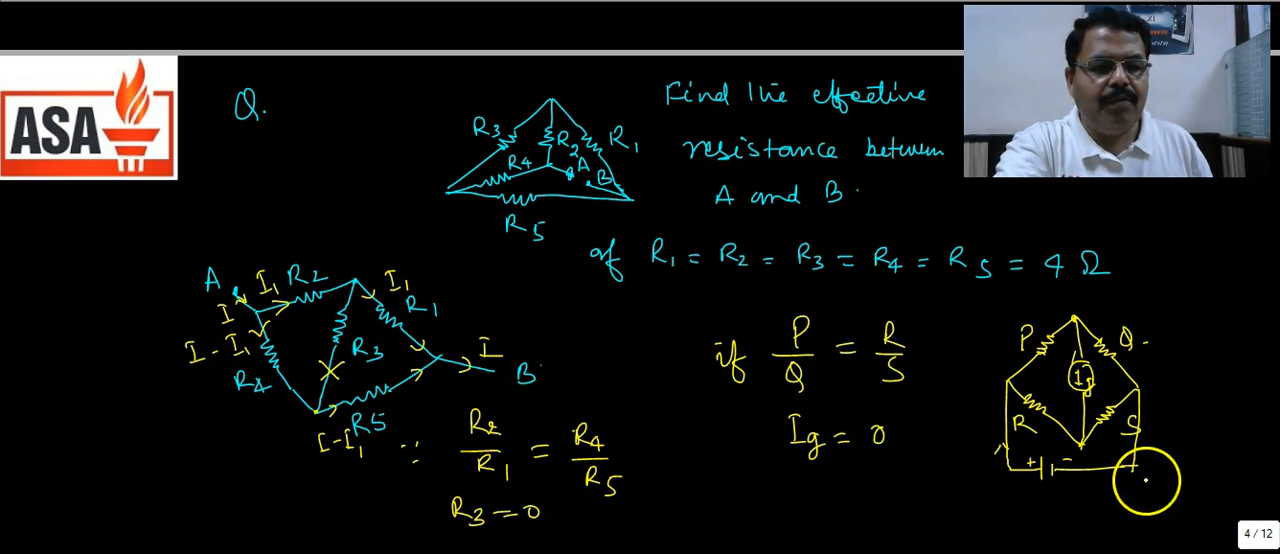 ASA
XI
Q.
Find the effective
resistance between
A and B.
R3
R2
R1
R4
A
B
R5
If R1 = R2 = R3 = R4 = R5 = 4 Ω
A
I
I1
R2
I1
R1
I - I1
R3
I
B
R4
R5
I-I1
∵ R2/R1 = R4/R5
R3 = 0
if P/Q = R/S
Ig = 0
P
Q
Ig
R
S
+
-
4 / 12